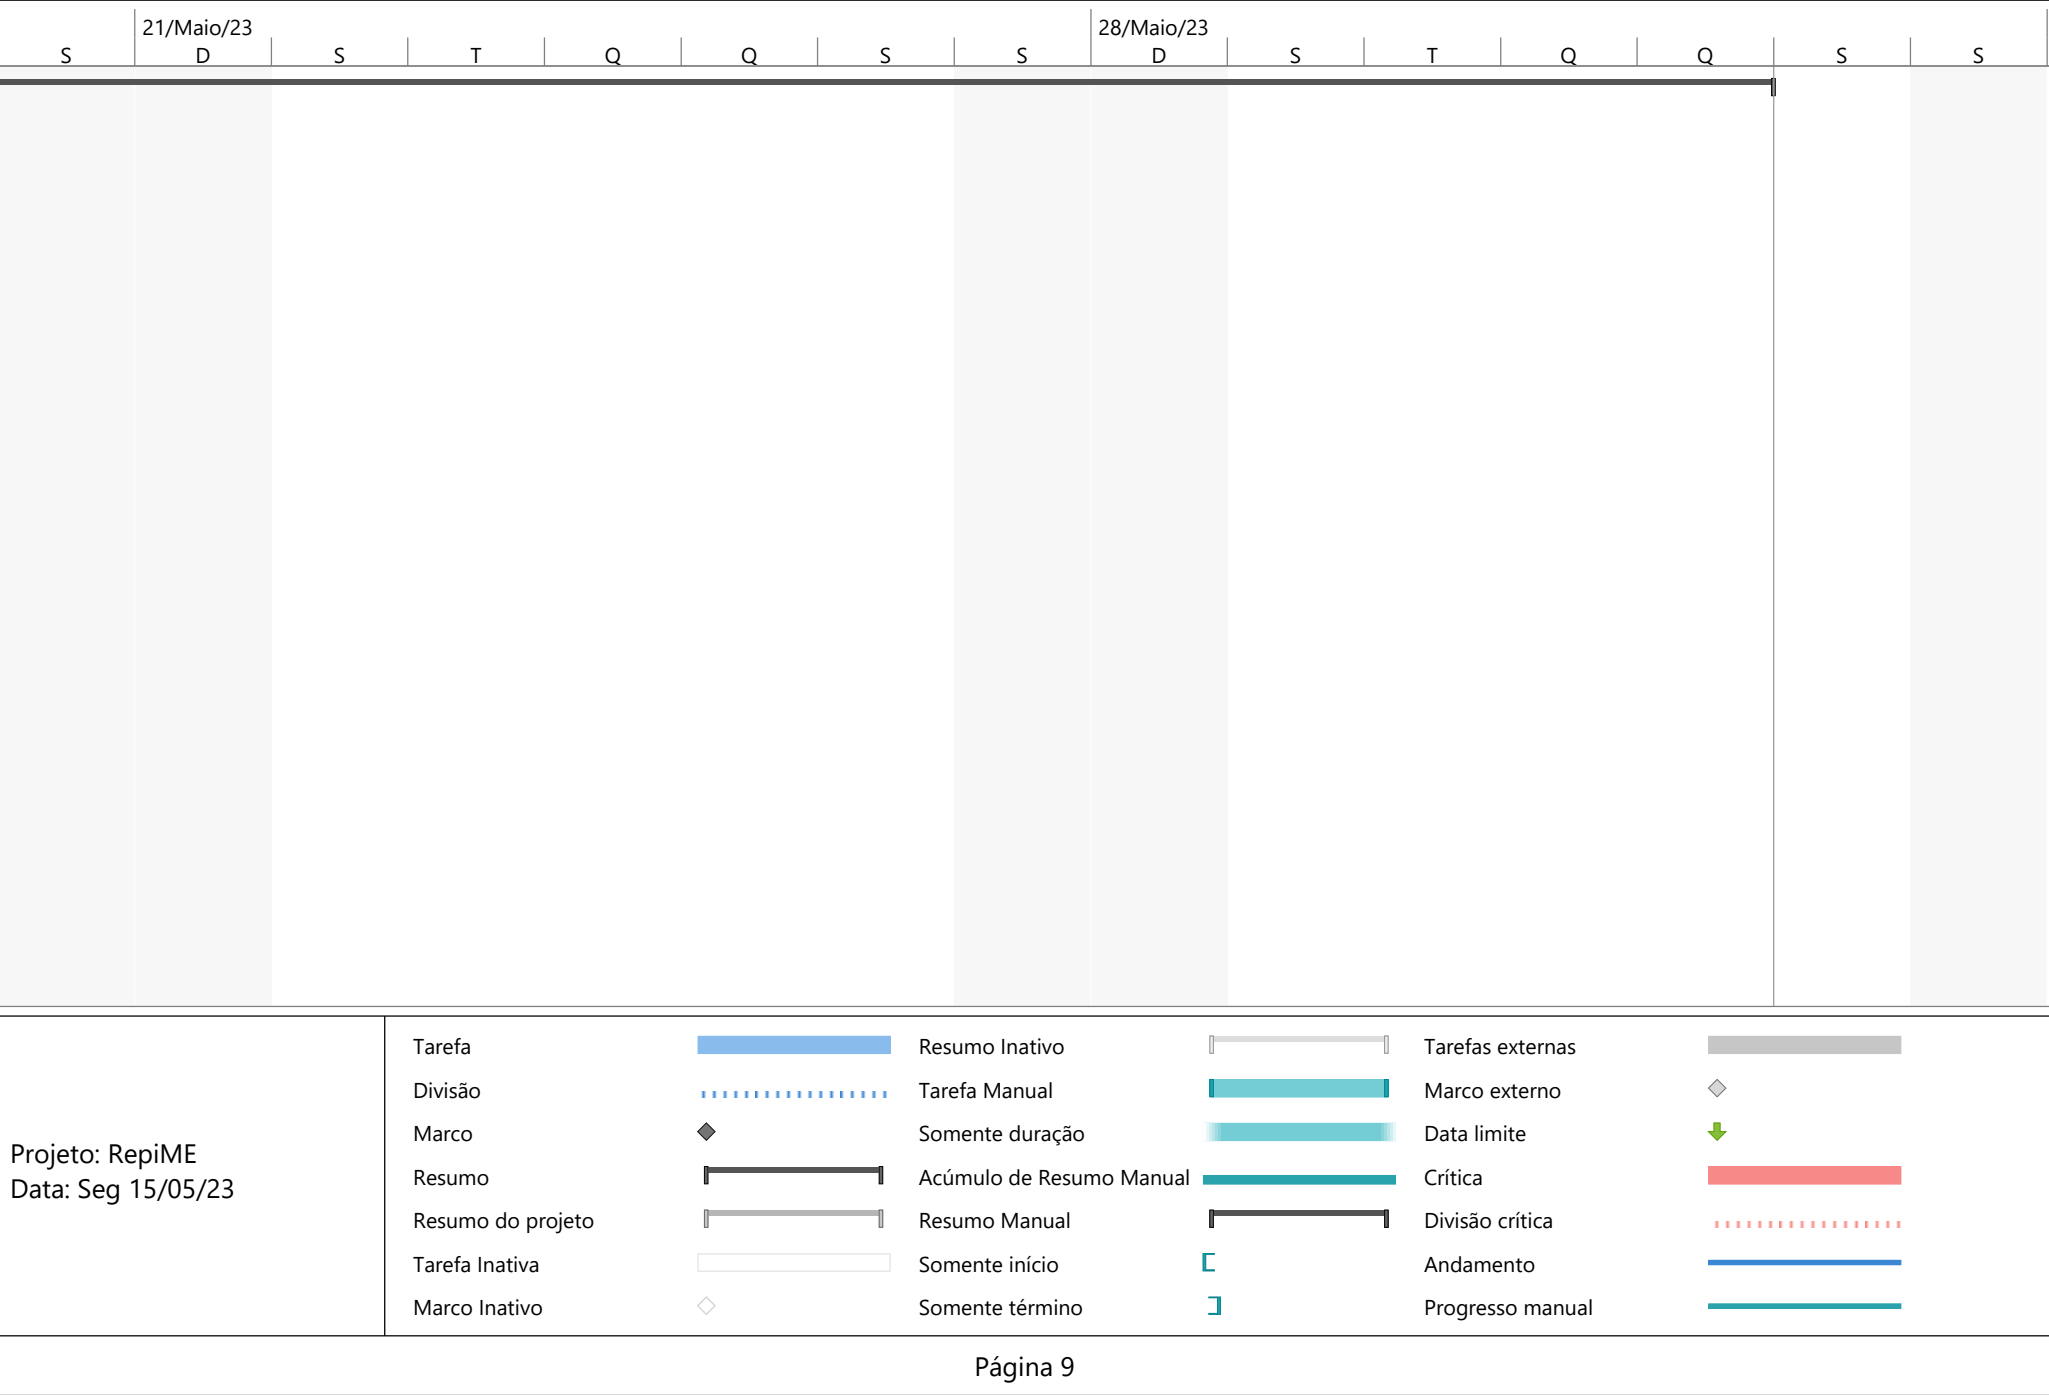 21/Maio/23 28/Maio/23
S D S T Q Q S S D S T Q Q S S
Tarefa
Divisão
Marco
Resumo
Resumo do projeto
Tarefa Inativa
Marco Inativo
Resumo Inativo
Tarefa Manual
Somente duração
Acúmulo de Resumo Manual
Resumo Manual
Somente início
Somente término
Tarefas externas
Marco externo
Data limite
Crítica
Divisão crítica
Andamento
Progresso manual
Projeto: RepiME
Data: Seg 15/05/23
Página 9